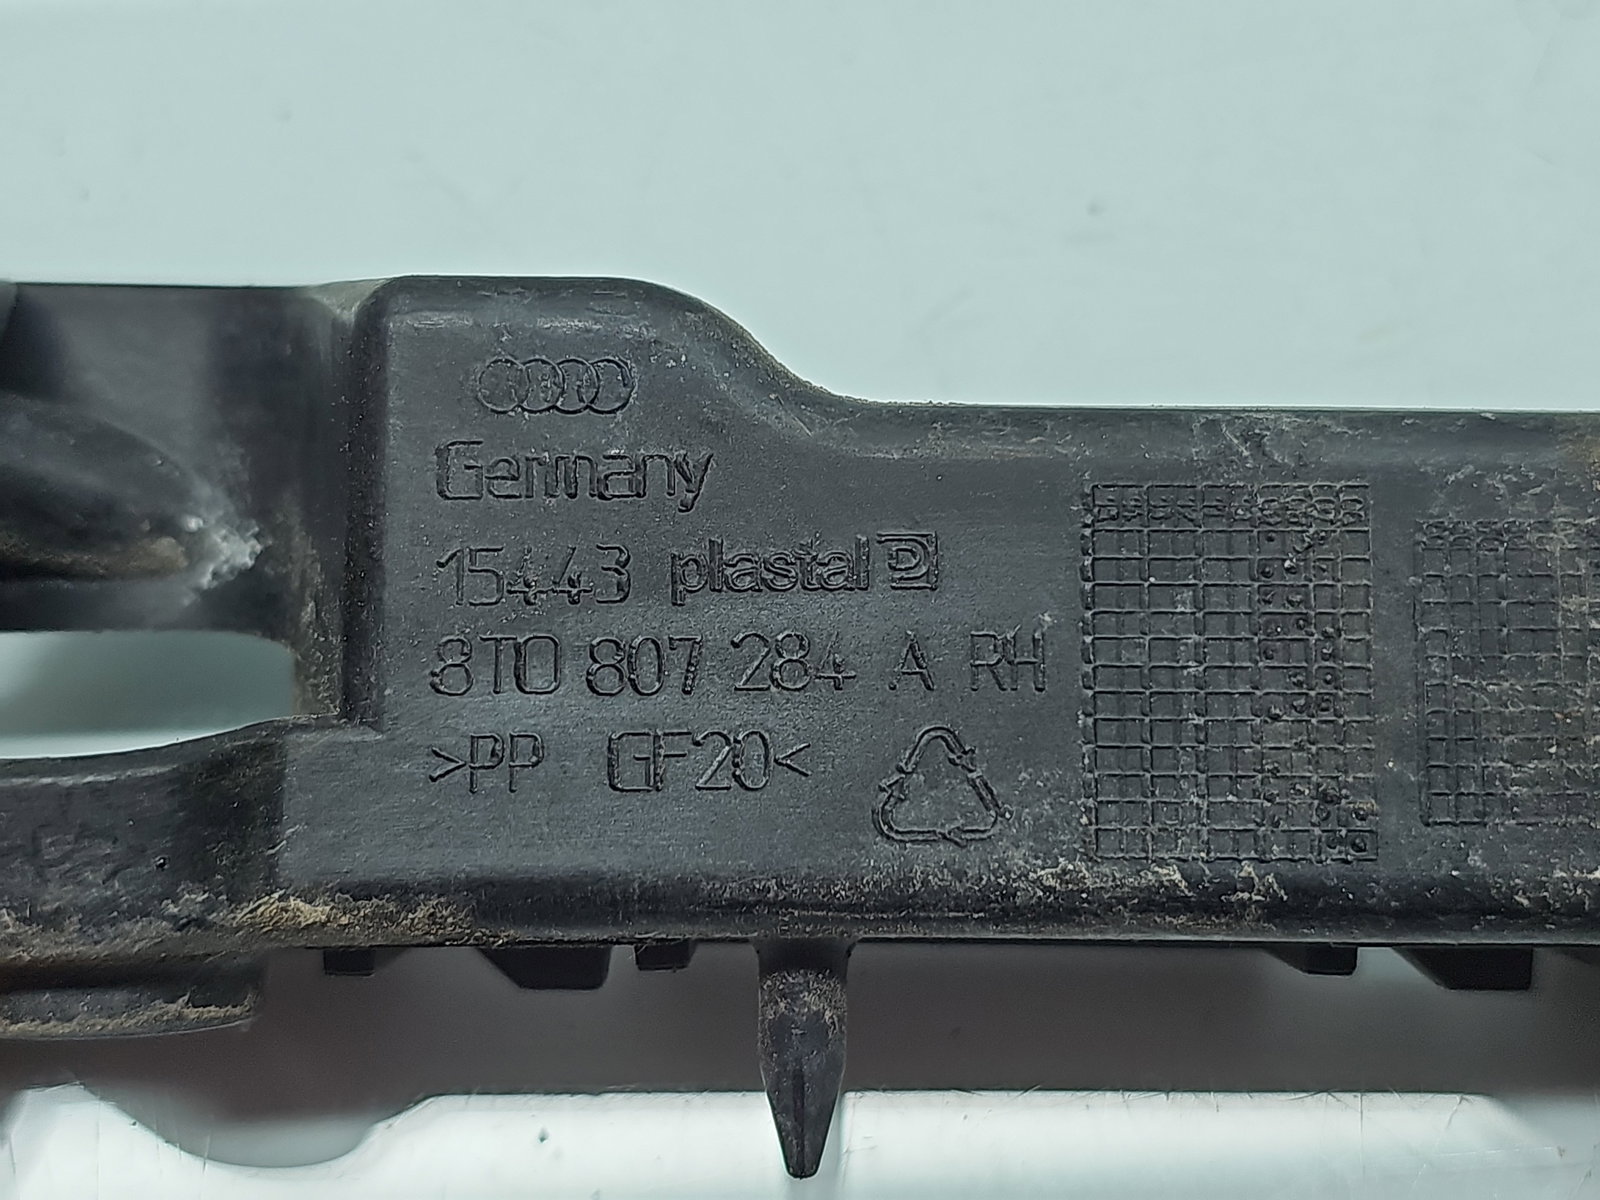 Germany
15443 plastal
8T0 807 284 A RH
>PP GF20<